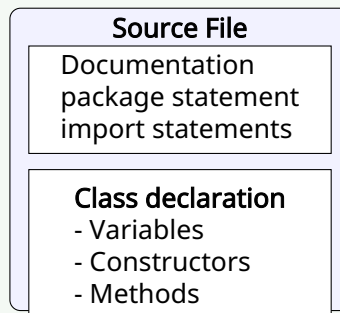 Source File
Documentation
package statement
import statements
Class declaration
- Variables
- Constructors
- Methods